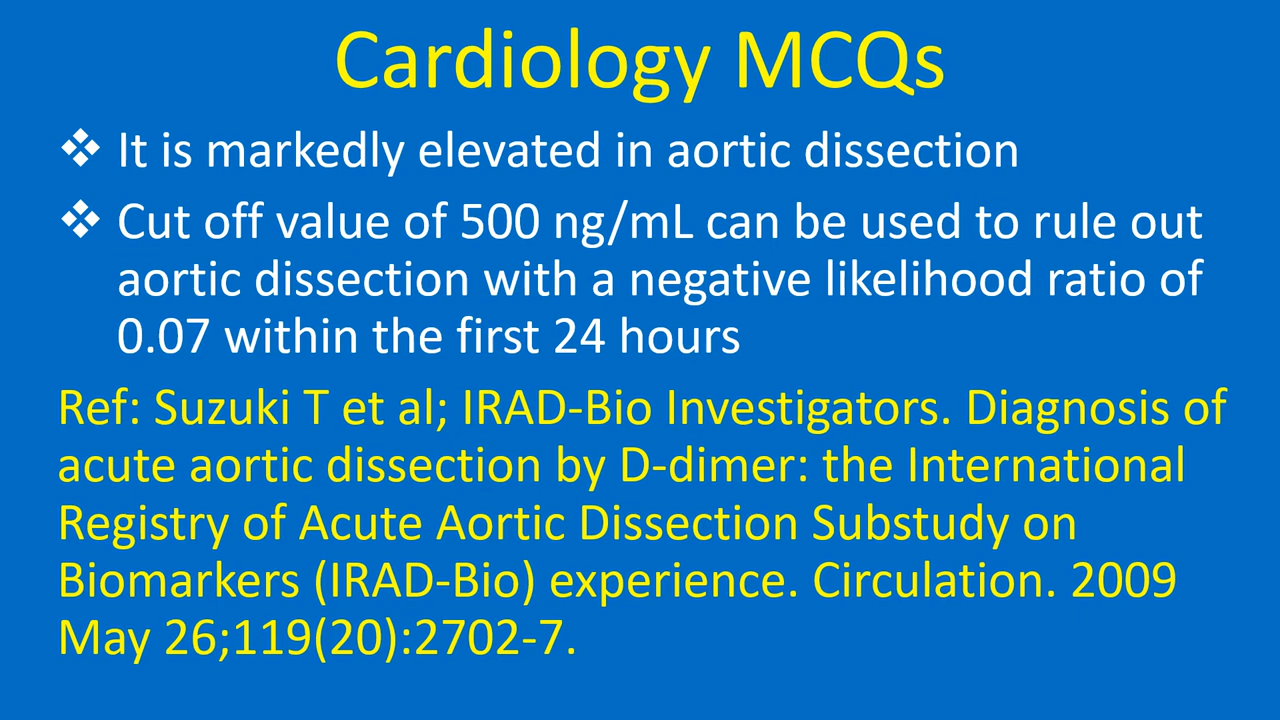 Cardiology MCQs
❖ It is markedly elevated in aortic dissection
❖ Cut off value of 500 ng/mL can be used to rule out
aortic dissection with a negative likelihood ratio of
0.07 within the first 24 hours
Ref: Suzuki T et al; IRAD-Bio Investigators. Diagnosis of
acute aortic dissection by D-dimer: the International
Registry of Acute Aortic Dissection Substudy on
Biomarkers (IRAD-Bio) experience. Circulation. 2009
May 26;119(20):2702-7.